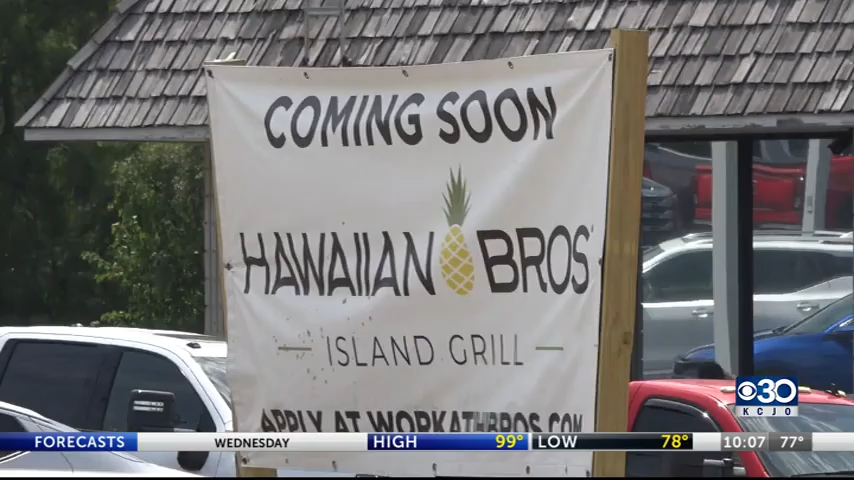 COMING SOON
HAWAIIAN BROS
ISLAND GRILL
APPLY AT WORKATHBROS.COM
CBS 30
KCJO
FORECASTS WEDNESDAY HIGH 99° LOW 78° 10:07 77°